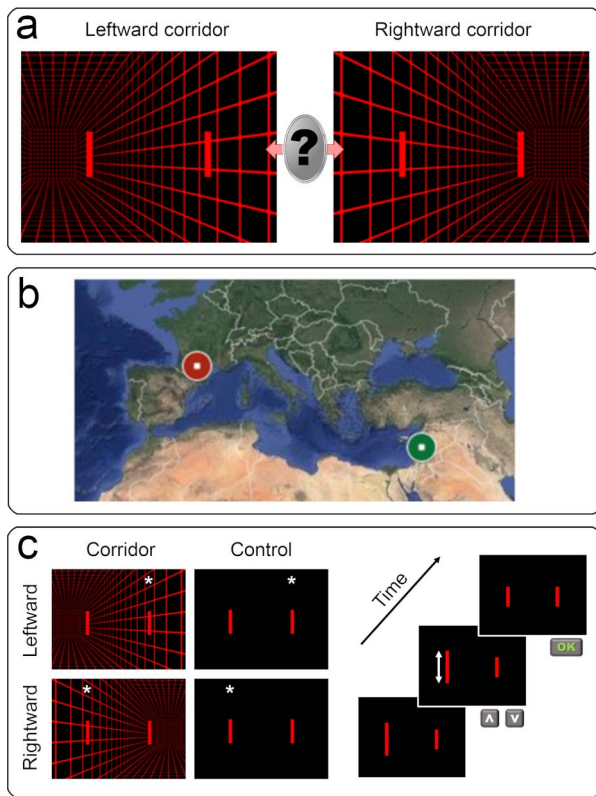 a
Leftward corridor
Rightward corridor
?
b
c
Corridor
Control
*
*
Leftward
*
*
Rightward
Time
OK
∧ ∨